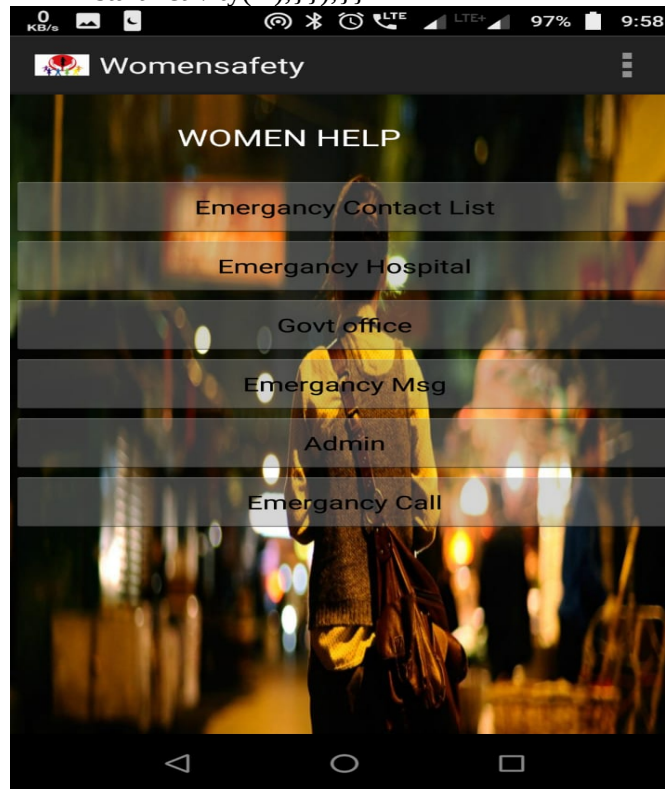 0
KB/s LTE LTE+ 97% 9:58
Womensafety
WOMEN HELP
Emergancy Contact List
Emergancy Hospital
Govt office
Emergancy Msg
Admin
Emergancy Call